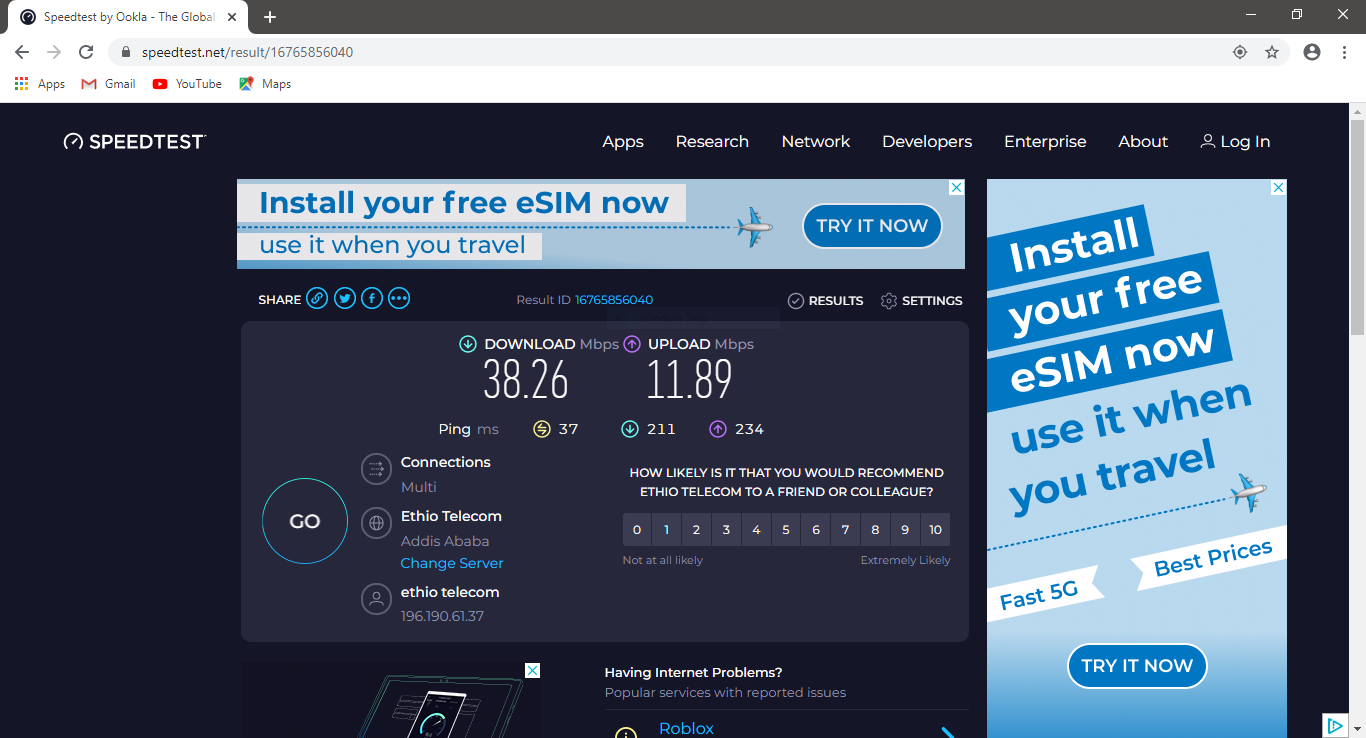 Speedtest by Ookla - The Global
speedtest.net/result/16765856040
Apps Gmail YouTube Maps
SPEEDTEST
Apps Research Network Developers Enterprise About Log In
Install your free eSIM now
use it when you travel
TRY IT NOW
SHARE Result ID 16765856040 RESULTS SETTINGS
DOWNLOAD Mbps UPLOAD Mbps
38.26 11.89
Ping ms 37 211 234
Connections
Multi
Ethio Telecom
Addis Ababa
Change Server
ethio telecom
196.190.61.37
GO
HOW LIKELY IS IT THAT YOU WOULD RECOMMEND
ETHIO TELECOM TO A FRIEND OR COLLEAGUE?
0 1 2 3 4 5 6 7 8 9 10
Not at all likely Extremely Likely
Having Internet Problems?
Popular services with reported issues
Roblox
Install
your free
eSIM now
use it when
you travel
Best Prices
Fast 5G
TRY IT NOW